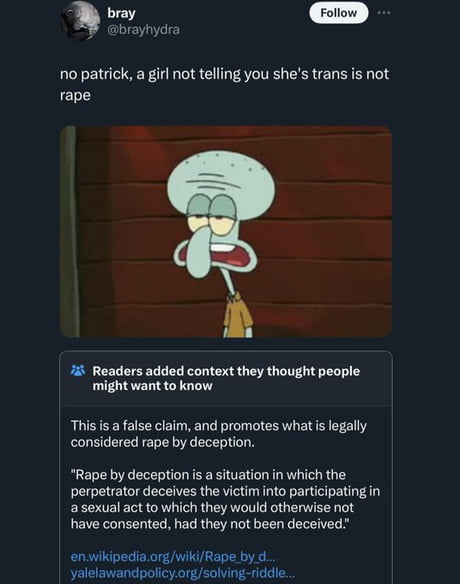 bray
Follow
@brayhydra
no patrick, a girl not telling you she's trans is not
rape
Readers added context they thought people
might want to know
This is a false claim, and promotes what is legally
considered rape by deception.
"Rape by deception is a situation in which the
perpetrator deceives the victim into participating in
a sexual act to which they would otherwise not
have consented, had they not been deceived."
en.wikipedia.org/wiki/Rape_by_d...
yalelawandpolicy.org/solving-riddle...